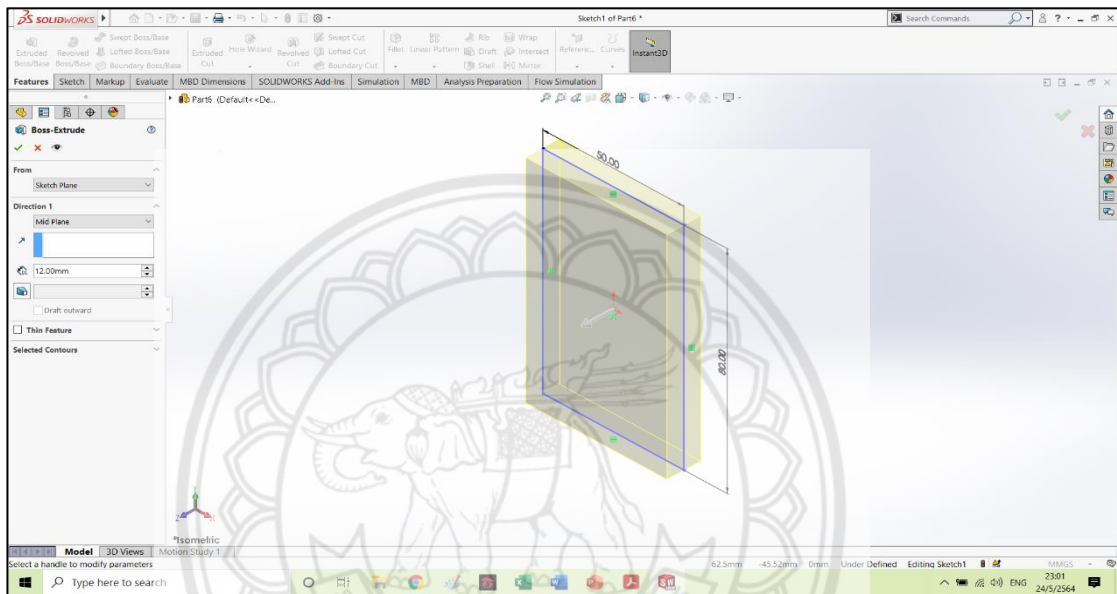 SOLIDWORKS
Sketch1 of Part6 *
Search Commands
Extruded Boss/Base
Revolved Boss/Base
Swept Boss/Base
Lofted Boss/Base
Boundary Boss/Base
Extruded Cut
Hole Wizard
Revolved Cut
Swept Cut
Lofted Cut
Boundary Cut
Fillet
Linear Pattern
Rib
Draft
Shell
Wrap
Intersect
Mirror
Referenc...
Curves
Instant3D
Features
Sketch
Markup
Evaluate
MBD Dimensions
SOLIDWORKS Add-Ins
Simulation
MBD
Analysis Preparation
Flow Simulation
Part6 (Default<<De...
Boss-Extrude
From
Sketch Plane
Direction 1
Mid Plane
12.00mm
Draft outward
Thin Feature
Selected Contours
50.00
80.00
*Isometric
Model
3D Views
Motion Study 1
Select a handle to modify parameters
62.5mm
-45.52mm
0mm
Under Defined
Editing Sketch1
MMGS
Type here to search
ENG
23:01
24/5/2564